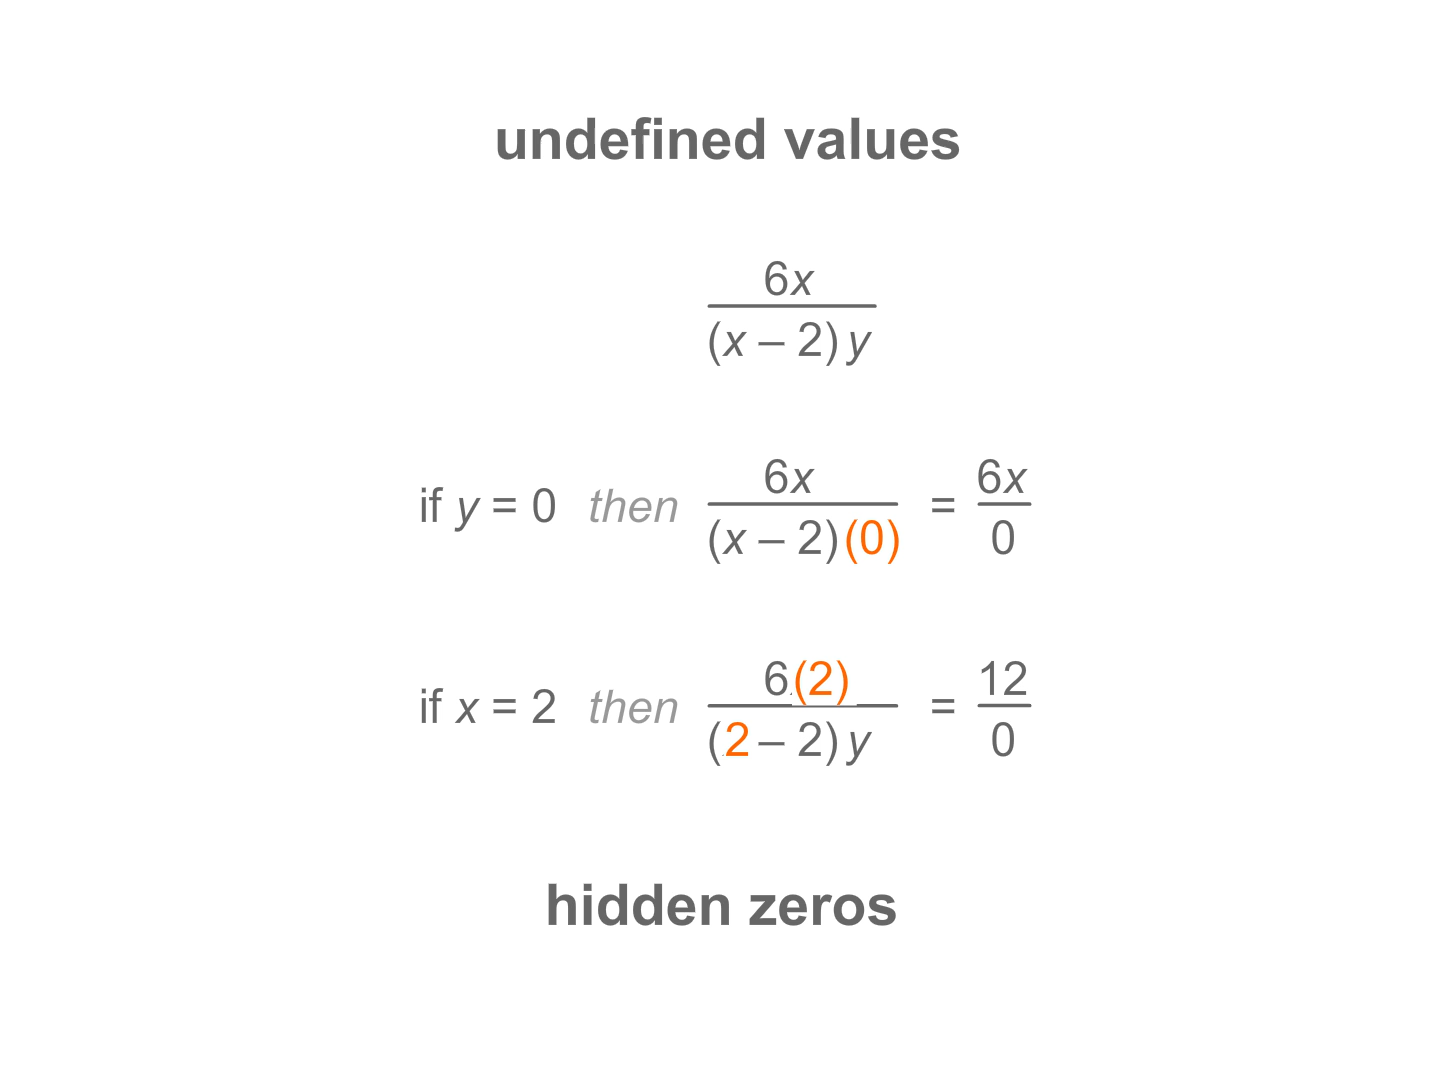 undefined values
6x
(x – 2) y
if y = 0 then 6x / (x – 2)(0) = 6x / 0
if x = 2 then 6(2) / (2 – 2) y = 12 / 0
hidden zeros